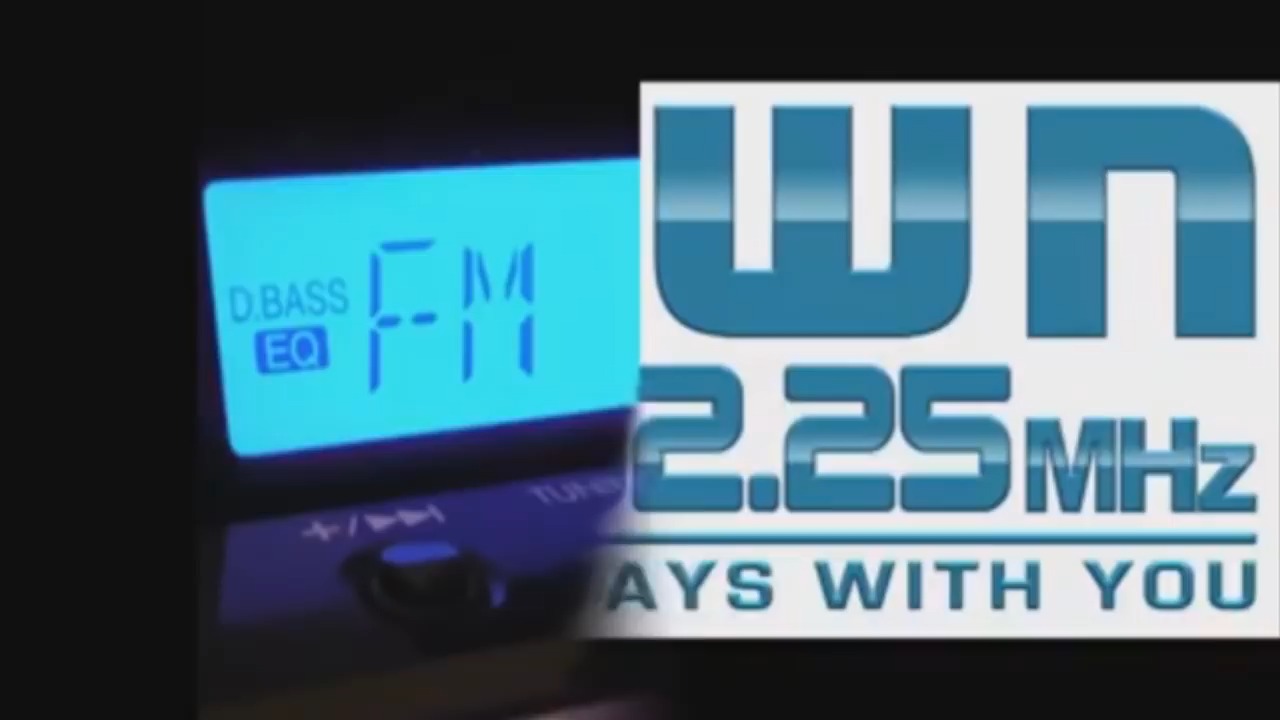 D.BASS
EQ
FM
+/▶▶|
wn
2.25MHz
AYS WITH YOU